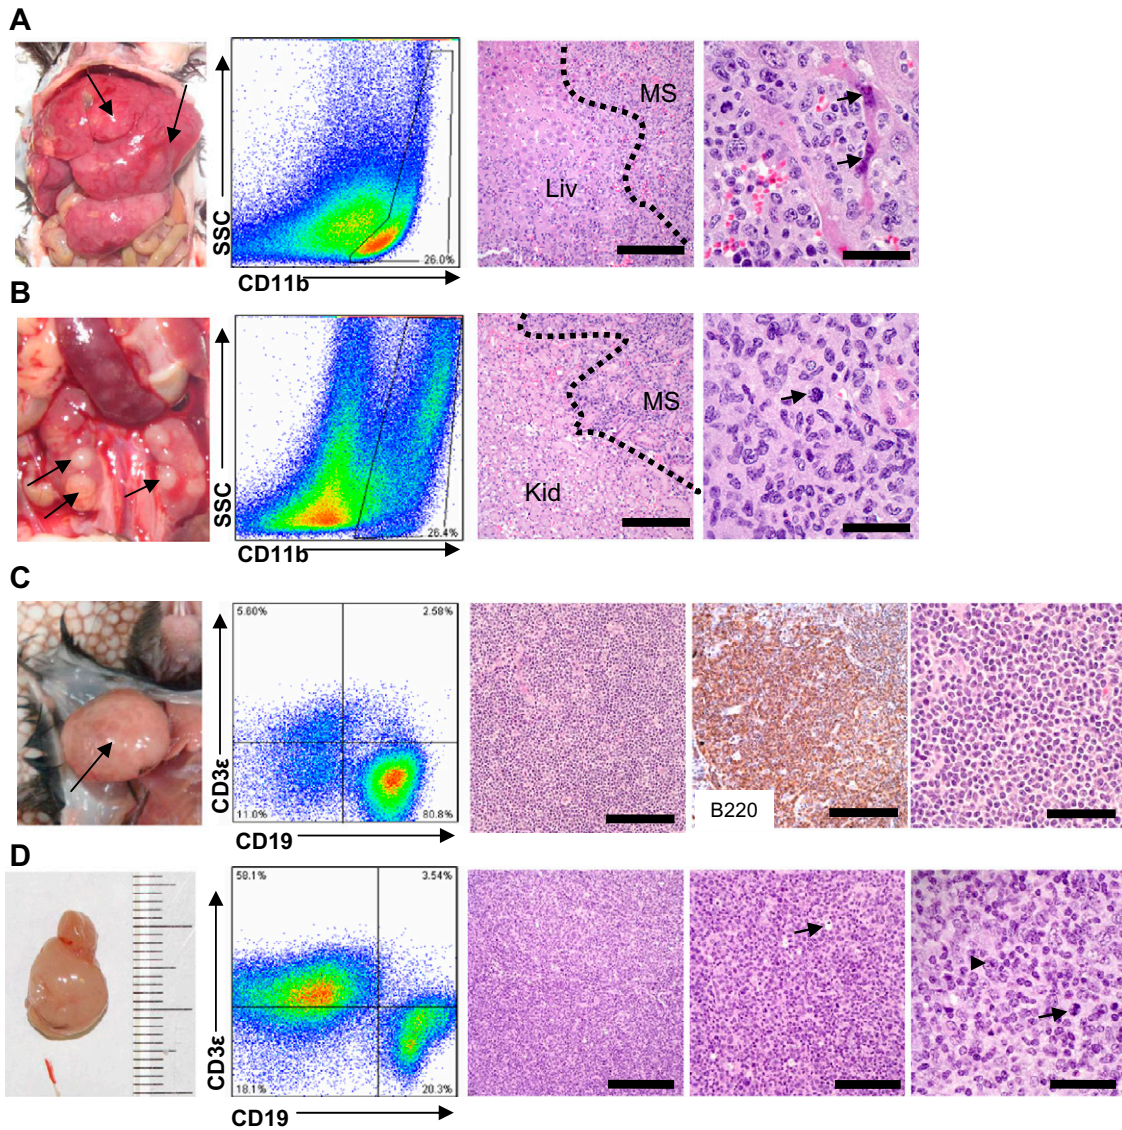 A
SSC
26.0%
CD11b
Liv
MS
B
SSC
26.4%
CD11b
MS
Kid
C
5.60%
2.58%
CD3ε
11.0%
80.8%
CD19
B220
D
58.1%
3.54%
CD3ε
18.1%
20.3%
CD19